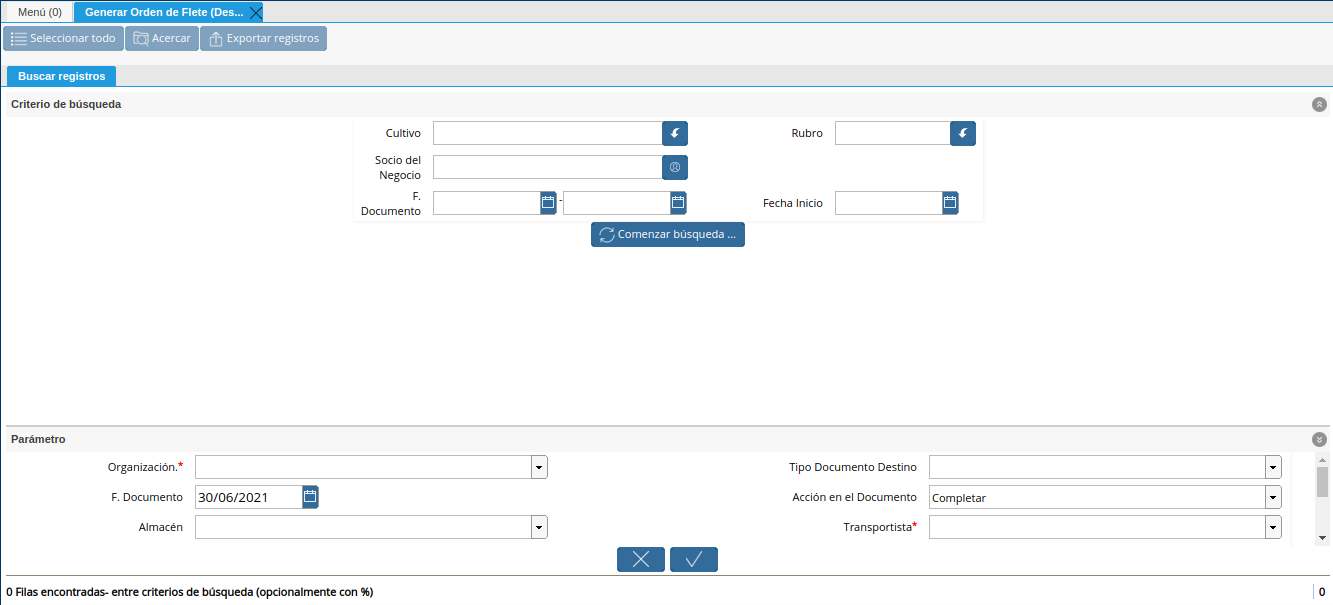 Menú (0) Generar Orden de Flete (Des...
Seleccionar todo Acercar Exportar registros
Buscar registros
Criterio de búsqueda
Cultivo Rubro
Socio del
Negocio
F.
Documento - Fecha Inicio
Comenzar búsqueda ...
Parámetro
Organización.* Tipo Documento Destino
F. Documento 30/06/2021 Acción en el Documento Completar
Almacén Transportista*
0 Filas encontradas- entre criterios de búsqueda (opcionalmente con %) 0